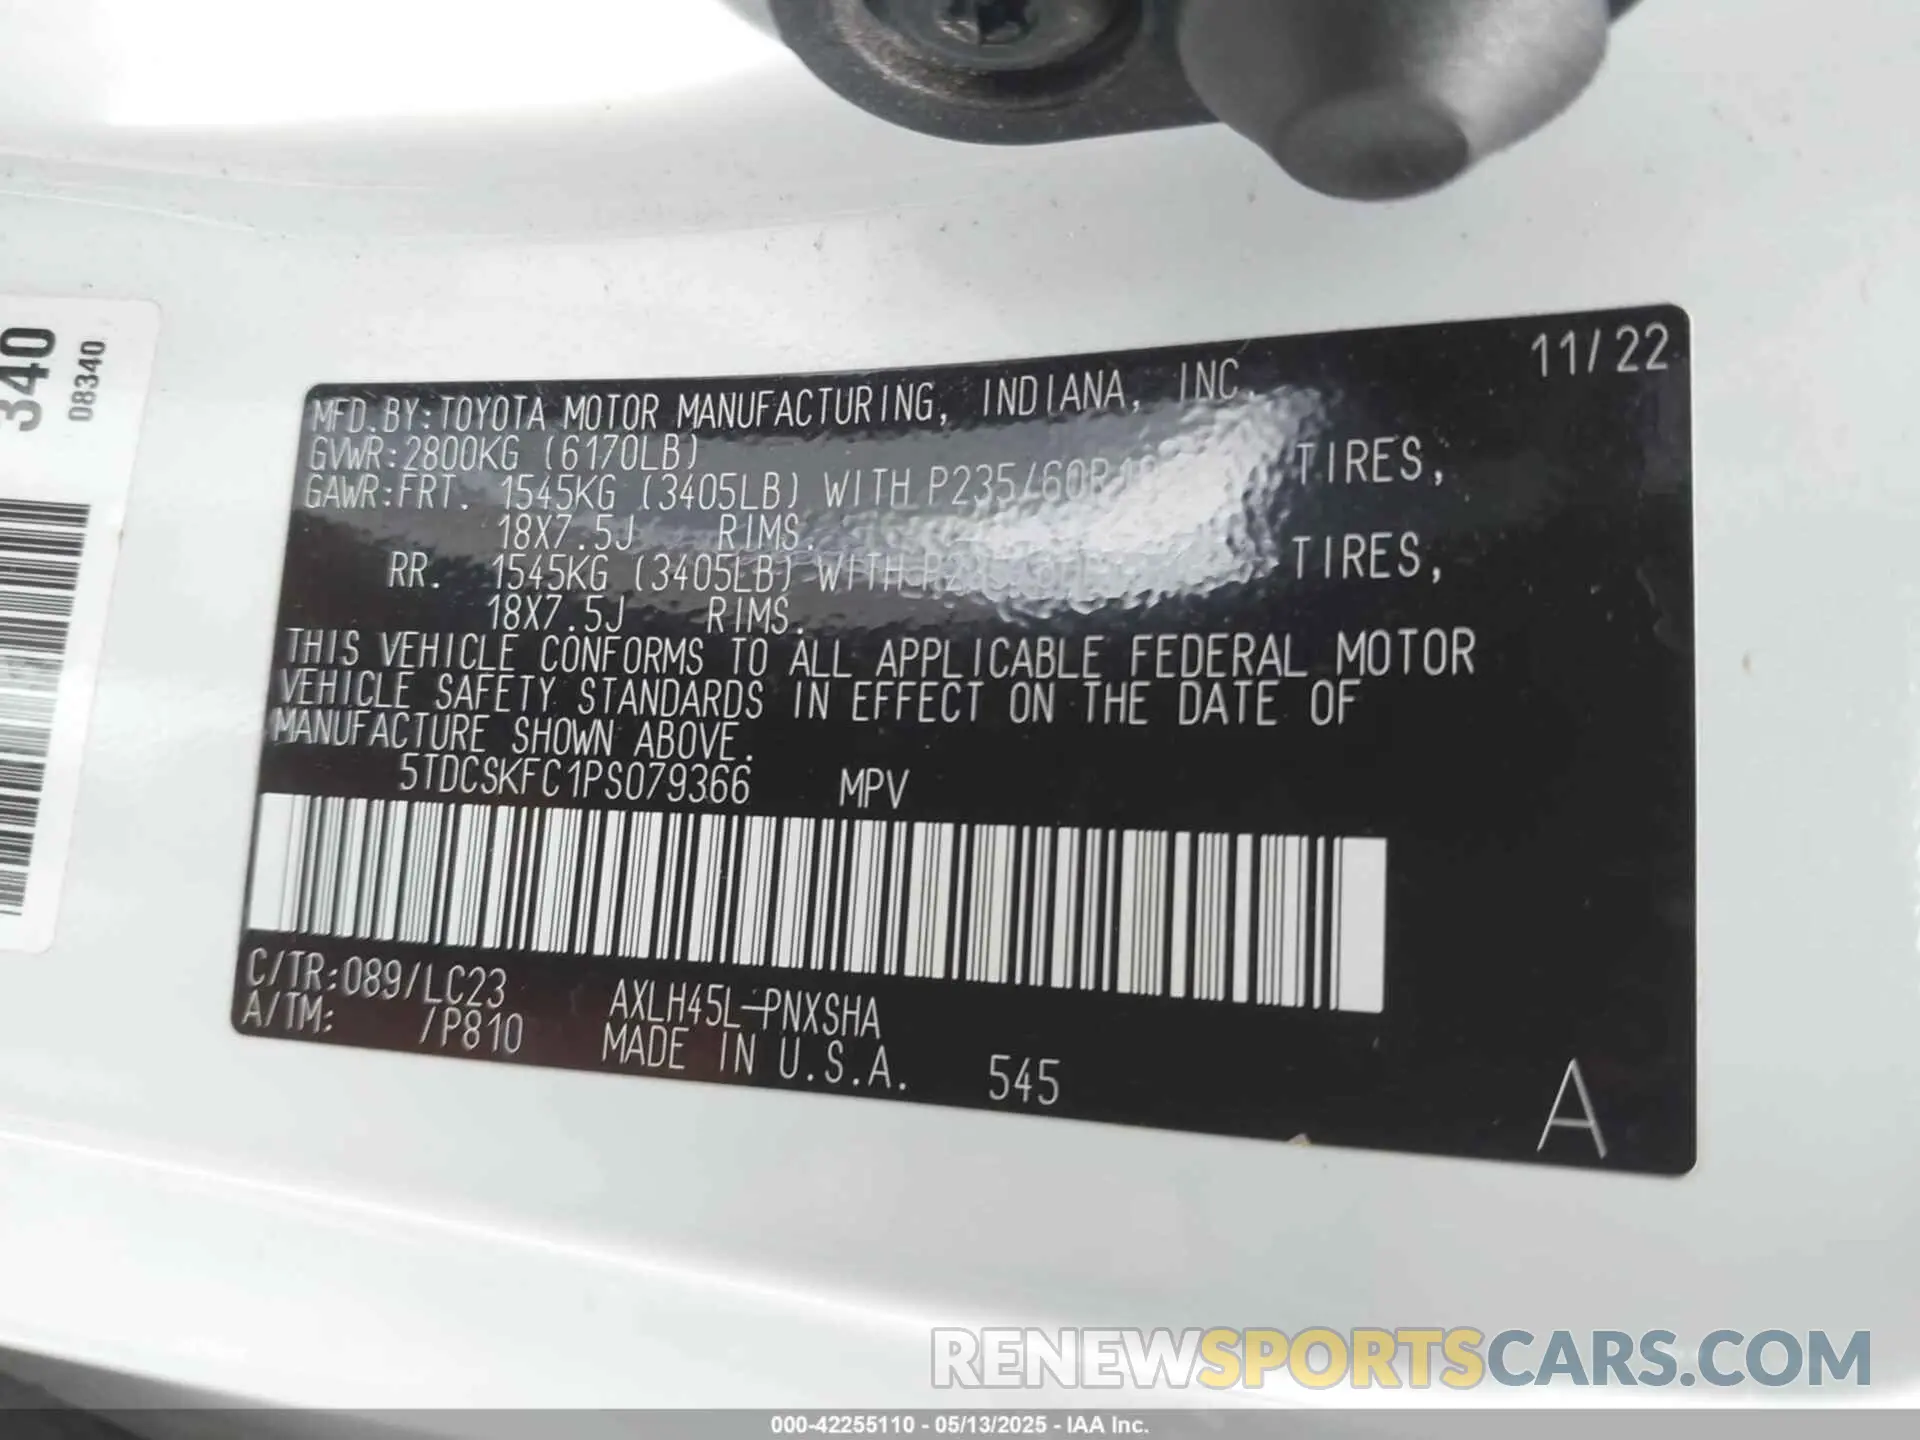 340
08340
11/22
MFD.BY:TOYOTA MOTOR MANUFACTURING, INDIANA, INC.
GVWR:2800KG (6170LB)
GAWR:FRT. 1545KG (3405LB) WITH P235/60R18 TIRES,
18X7.5J RIMS.
RR. 1545KG (3405LB) WITH TIRES,
18X7.5J RIMS.
THIS VEHICLE CONFORMS TO ALL APPLICABLE FEDERAL MOTOR
VEHICLE SAFETY STANDARDS IN EFFECT ON THE DATE OF
MANUFACTURE SHOWN ABOVE.
5TDCSKFC1PS079366 MPV
C/TR:089/LC23 AXLH45L-PNXSHA
A/TM: /P810 MADE IN U.S.A. 545
A
RENEWSPORTSCARS.COM
000-42255110 - 05/13/2025 - IAA Inc.